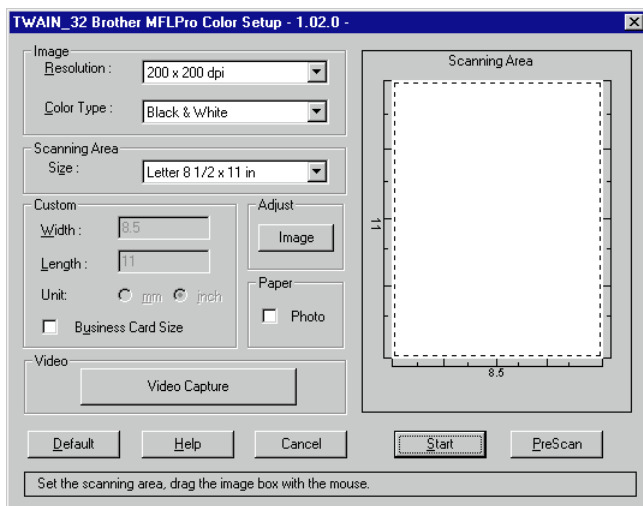 TWAIN_32 Brother MFLPro Color Setup - 1.02.0 -
Image
Resolution :
200 x 200 dpi
Color Type :
Black & White
Scanning Area
Size :
Letter 8 1/2 x 11 in
Custom
Width :
8.5
Length :
11
Unit:
mm
inch
Business Card Size
Adjust
Image
Paper
Photo
Video
Video Capture
Scanning Area
11
8.5
Default
Help
Cancel
Start
PreScan
Set the scanning area, drag the image box with the mouse.